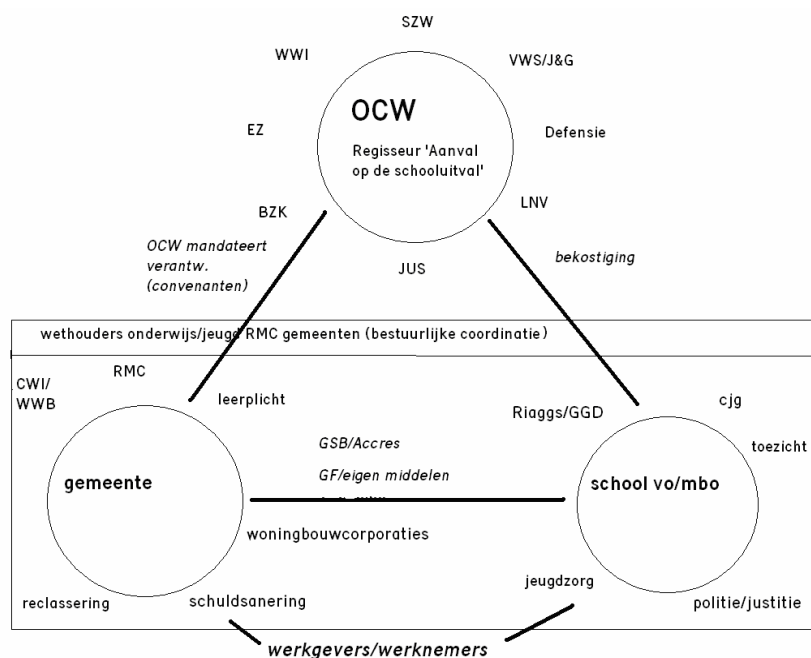 SZW
WWI
VWS/J&G
OCW
EZ
Defensie
Regisseur 'Aanval
op de schooluitval'
LNV
BZK
OCW mandateert
verantw.
(convenanten)
bekostiging
JUS
wethouders onderwijs/jeugd RMC gemeenten (bestuurlijke coordinatie)
RMC
CWI/
WWB
leerplicht
cjg
Riaggs/GGD
GSB/Accres
toezicht
GF/eigen middelen
gemeente
school vo/mbo
woningbouwcorporaties
jeugdzorg
reclassering
schuldsanering
politie/justitie
werkgevers/werknemers